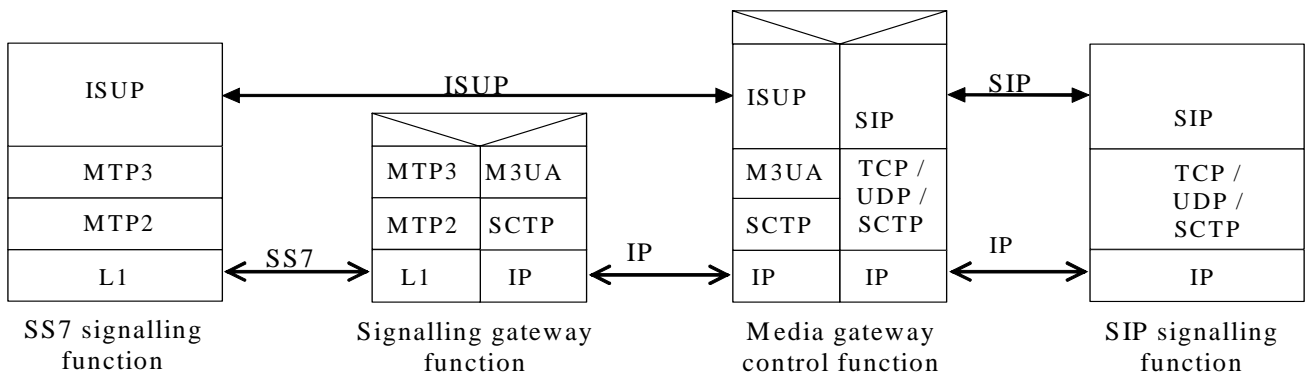 ISUP
MTP3
MTP2
L1
SS7 signalling
function
ISUP
SS7
MTP3
MTP2
L1
M3UA
SCTP
IP
Signalling gateway
function
IP
ISUP
M3UA
SCTP
IP
SIP
TCP /
UDP /
SCTP
IP
Media gateway
control function
SIP
IP
SIP
TCP /
UDP /
SCTP
IP
SIP signalling
function